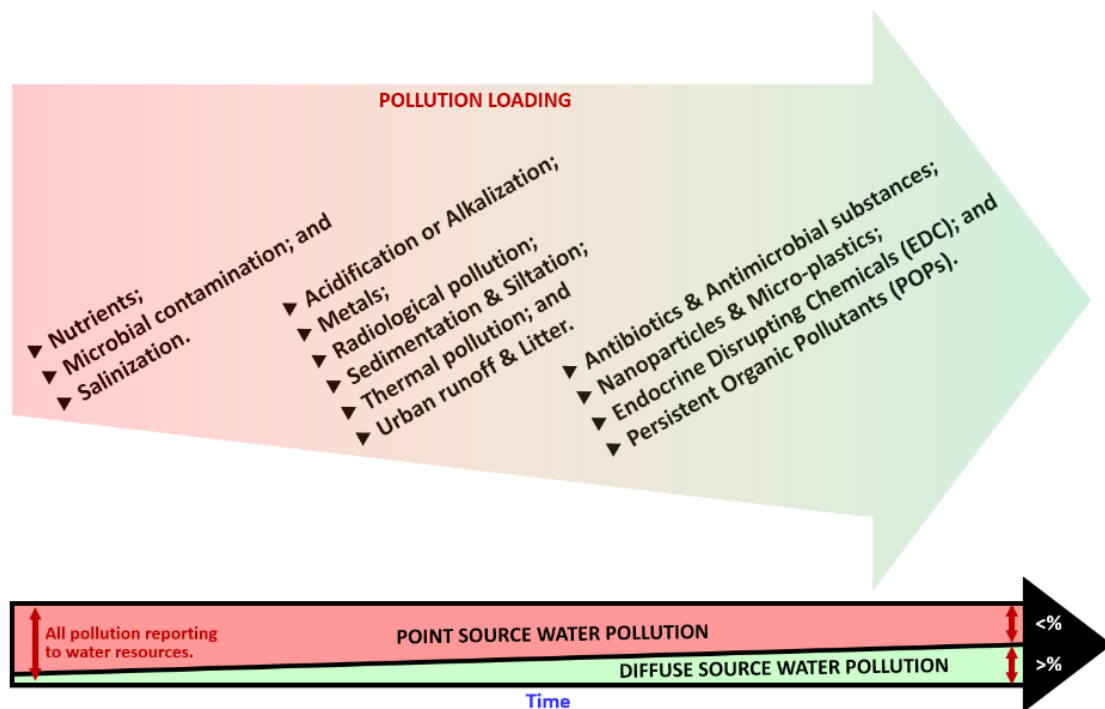 POLLUTION LOADING
▼ Nutrients;
▼ Microbial contamination; and
▼ Salinization.
▼ Acidification or Alkalization;
▼ Metals;
▼ Radiological pollution;
▼ Sedimentation & Siltation;
▼ Thermal pollution; and
▼ Urban runoff & Litter.
▼ Antibiotics & Antimicrobial substances;
▼ Nanoparticles & Micro-plastics;
▼ Endocrine Disrupting Chemicals (EDC); and
▼ Persistent Organic Pollutants (POPs).
All pollution reporting
to water resources.
POINT SOURCE WATER POLLUTION
<%
DIFFUSE SOURCE WATER POLLUTION
>%
Time